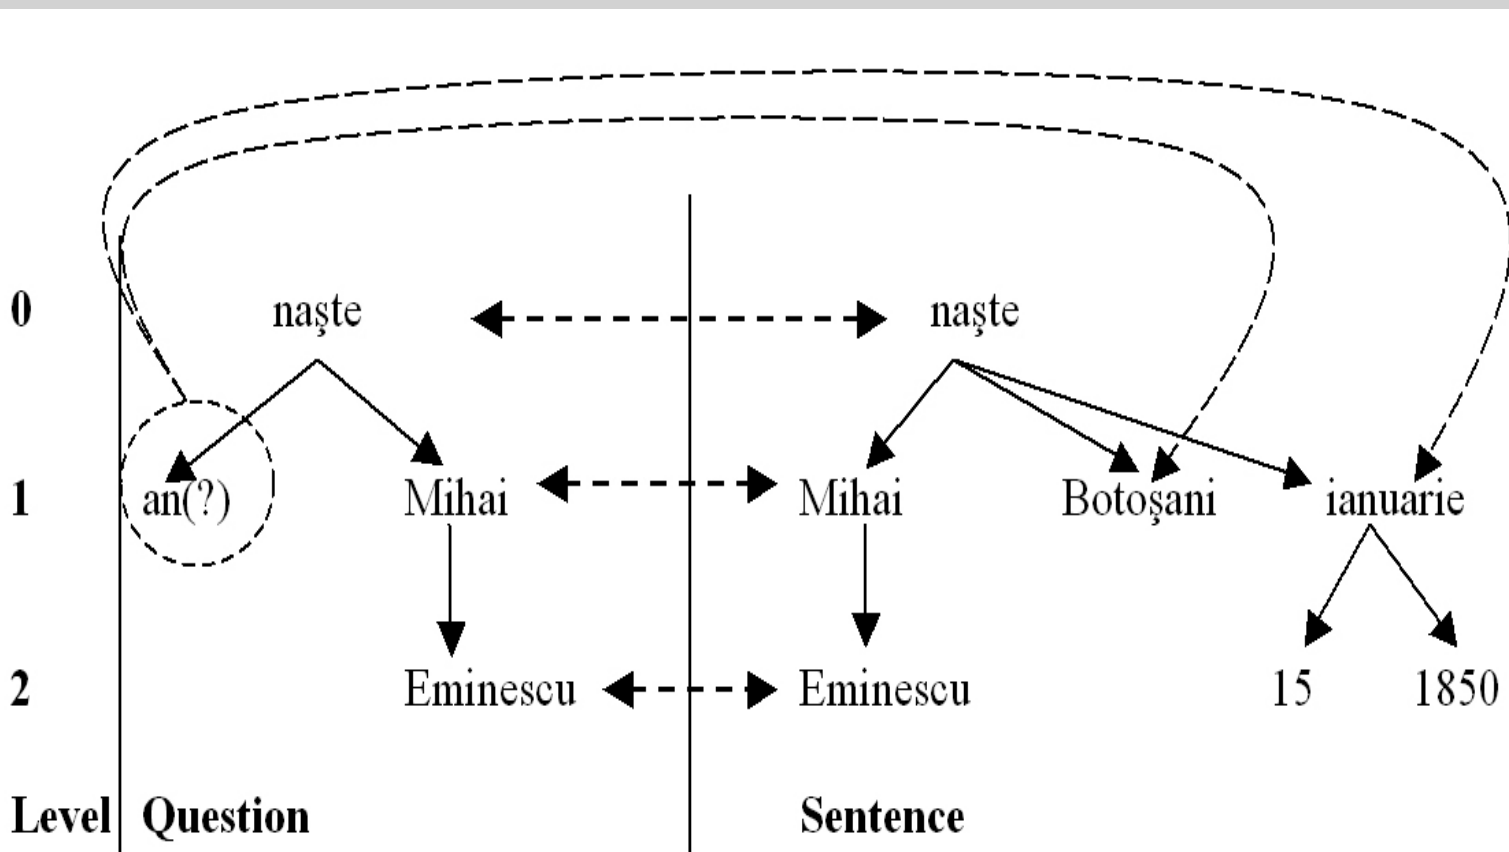 0 naşte naşte
1 an(?) Mihai Mihai Botoşani ianuarie
2 Eminescu Eminescu 15 1850
Level Question Sentence